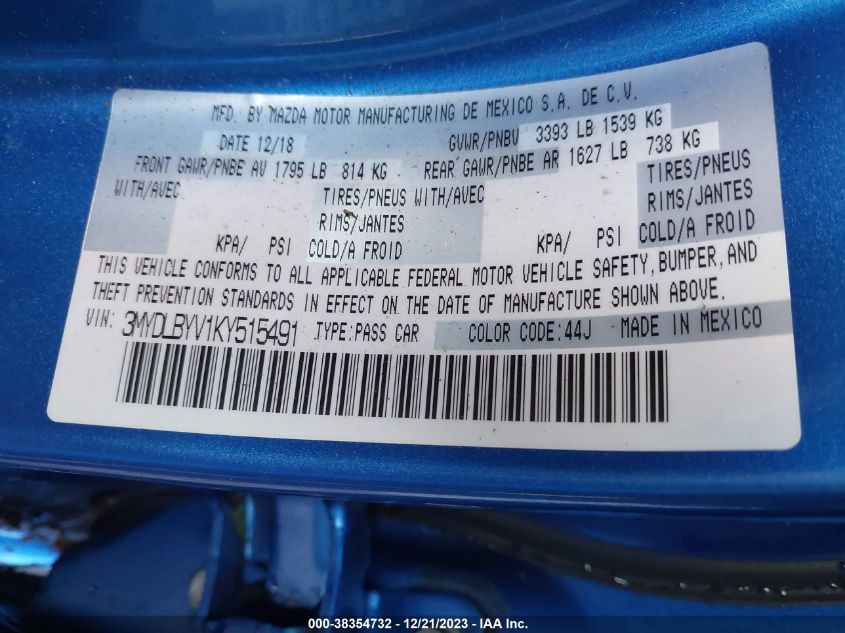 MFD. BY MAZDA MOTOR MANUFACTURING DE MEXICO S.A. DE C.V.
DATE 12/18 GVWR/PNBV 3393 LB 1539 KG
FRONT GAWR/PNBE AV 1795 LB 814 KG REAR GAWR/PNBE AR 1627 LB 738 KG
WITH/AVEC TIRES/PNEUS WITH/AVEC TIRES/PNEUS
RIMS/JANTES RIMS/JANTES
KPA/ PSI COLD/A FROID KPA/ PSI COLD/A FROID
THIS VEHICLE CONFORMS TO ALL APPLICABLE FEDERAL MOTOR VEHICLE SAFETY, BUMPER, AND
THEFT PREVENTION STANDARDS IN EFFECT ON THE DATE OF MANUFACTURE SHOWN ABOVE.
VIN: 3MYDLBYV1KY515491 TYPE:PASS CAR COLOR CODE:44J MADE IN MEXICO
000-38354732 - 12/21/2023 - IAA Inc.